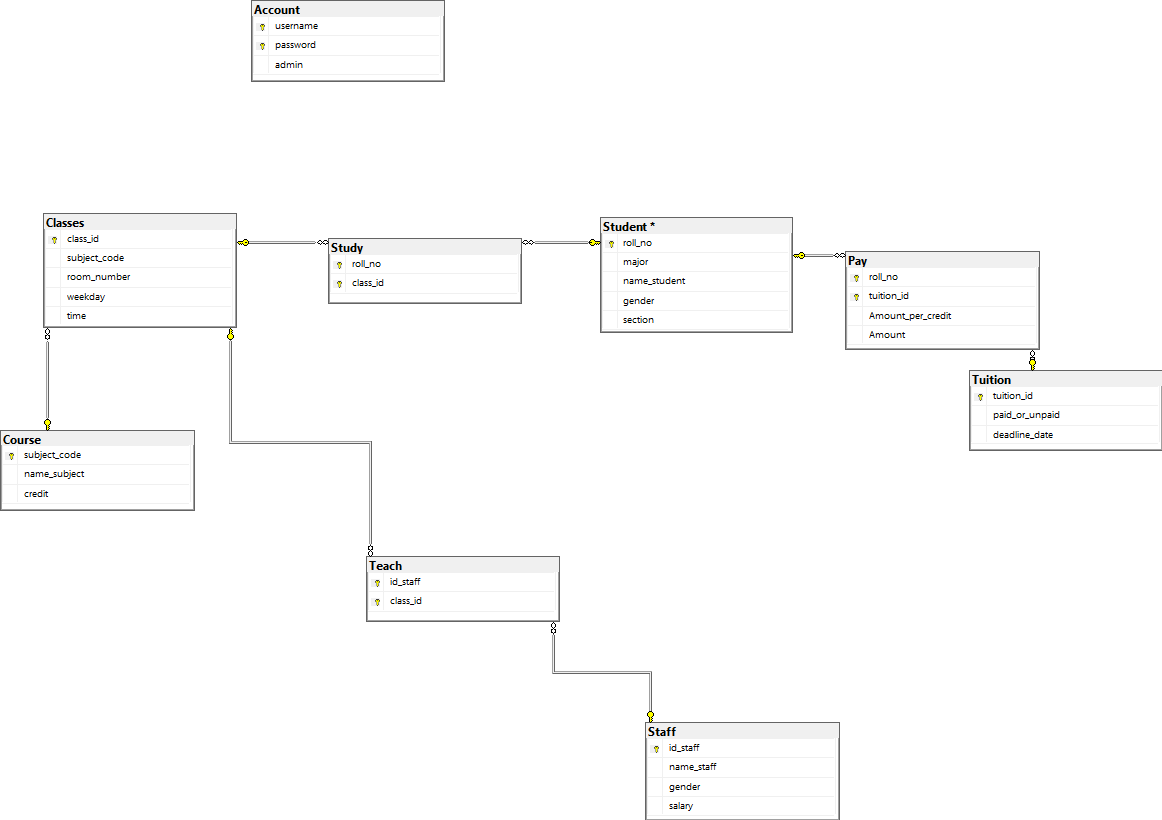 Account
username
password
admin
Classes
class_id
subject_code
room_number
weekday
time
Study
roll_no
class_id
Student *
roll_no
major
name_student
gender
section
Pay
roll_no
tuition_id
Amount_per_credit
Amount
Tuition
tuition_id
paid_or_unpaid
deadline_date
Course
subject_code
name_subject
credit
Teach
id_staff
class_id
Staff
id_staff
name_staff
gender
salary